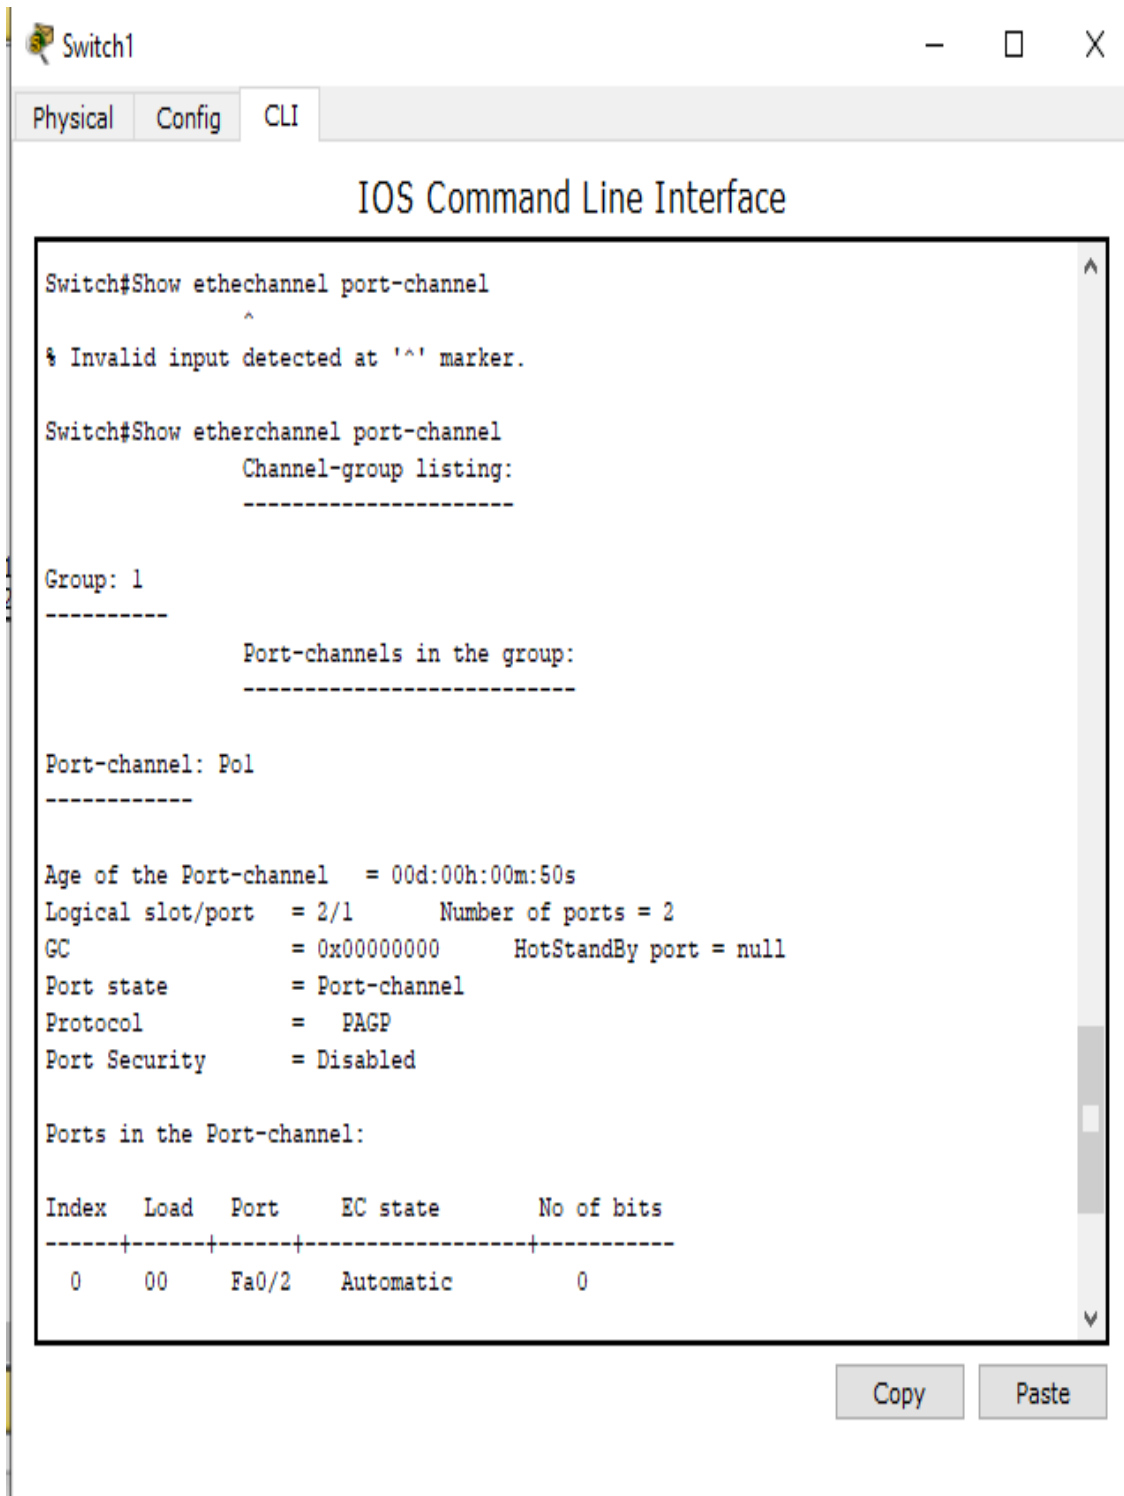 Switch1
Physical Config CLI
IOS Command Line Interface
Switch#Show ethechannel port-channel
^
% Invalid input detected at '^' marker.
Switch#Show etherchannel port-channel
Channel-group listing:
-----------------------
Group: 1
----------
Port-channels in the group:
---------------------------
Port-channel: Po1
------------
Age of the Port-channel   = 00d:00h:00m:50s
Logical slot/port   = 2/1       Number of ports = 2
GC                  = 0x00000000      HotStandBy port = null
Port state          = Port-channel
Protocol            =   PAGP
Port Security       = Disabled
Ports in the Port-channel:
Index   Load   Port     EC state        No of bits
------+------+------+------------------+-----------
  0     00     Fa0/2    Automatic          0
Copy Paste